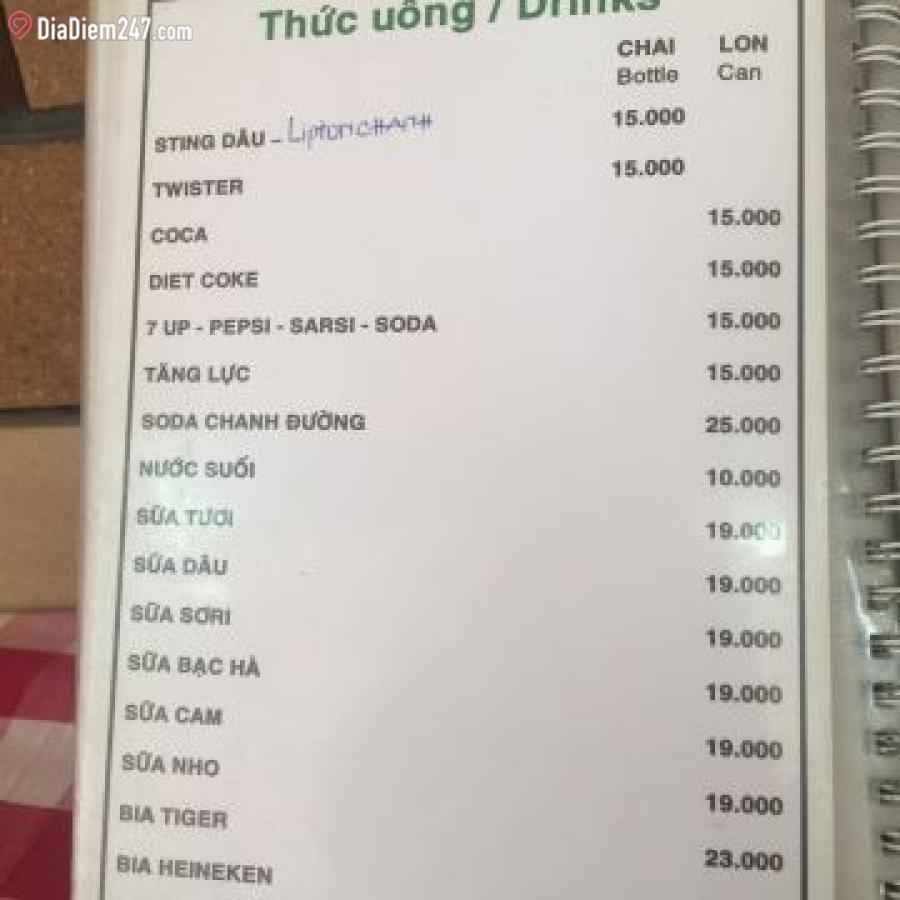 DiaDiem247.com
Thức uống / Drinks
CHAI LON
Bottle Can
STING DÂU - Lipton CHANH 15.000
TWISTER 15.000
COCA 15.000
DIET COKE 15.000
7 UP - PEPSI - SARSI - SODA 15.000
TĂNG LỰC 15.000
SODA CHANH ĐƯỜNG 25.000
NƯỚC SUỐI 10.000
SỮA TƯƠI 19.000
SỮA DÂU 19.000
SỮA SƠRI 19.000
SỮA BẠC HÀ 19.000
SỮA CAM 19.000
SỮA NHO 19.000
BIA TIGER 23.000
BIA HEINEKEN